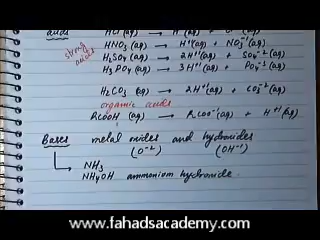 acids HCl (aq) → H (aq) +
strong acids
HNO₃ (aq) → H⁺¹(aq) + NO₃⁻¹ (aq)
H₂SO₄ (aq) → 2H⁺¹ (aq) + SO₄⁻² (aq)
H₃PO₄ (aq) → 3H⁺¹ (aq) + PO₄⁻³ (aq)
H₂CO₃ (aq) → 2H⁺¹ (aq) + CO₃⁻² (aq)
organic acids
RCOOH (aq) → RCOO⁻¹ (aq) + H⁺¹ (aq)
Bases metal oxides and hydroxides
(O⁻²) (OH⁻¹)
NH₃
NH₄OH ammonium hydroxide
www.fahadsacademy.com